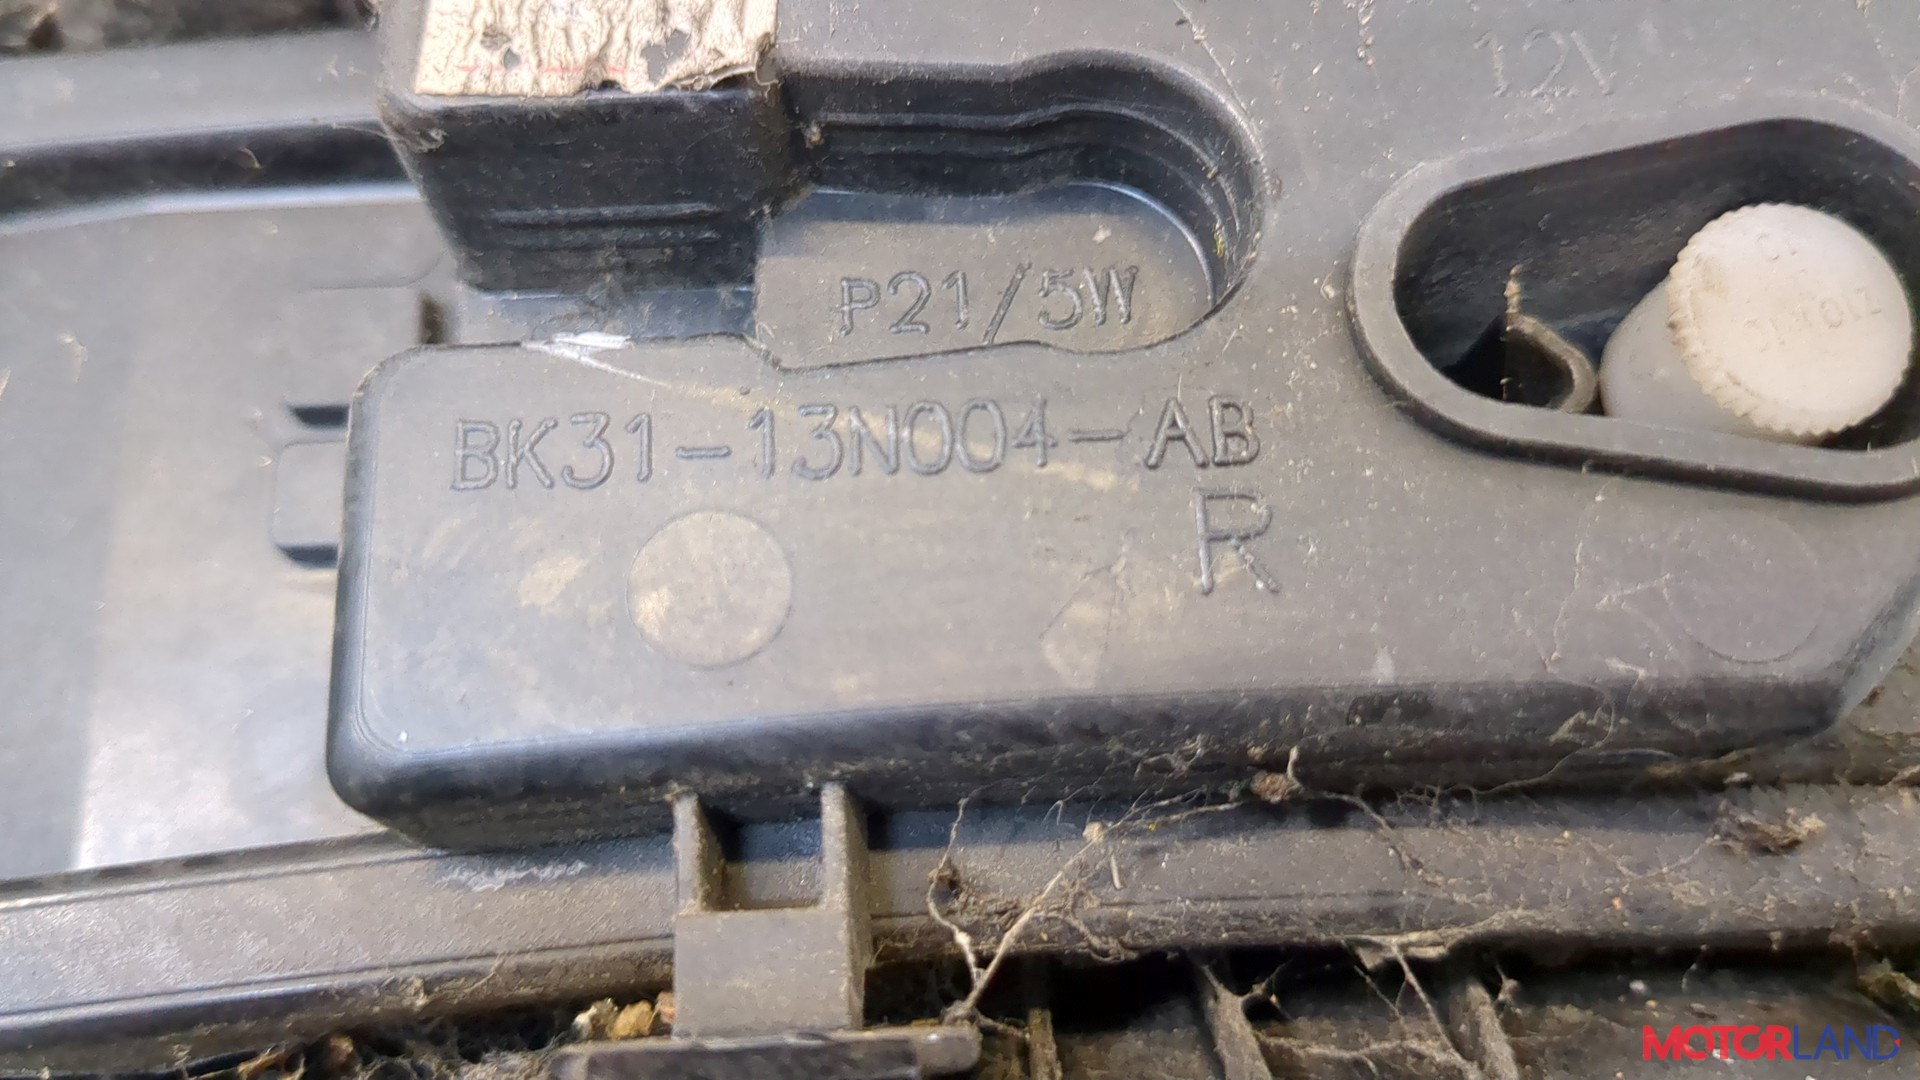 12V
P21/5W
BK31-13N004-AB
R
MOTORLAND